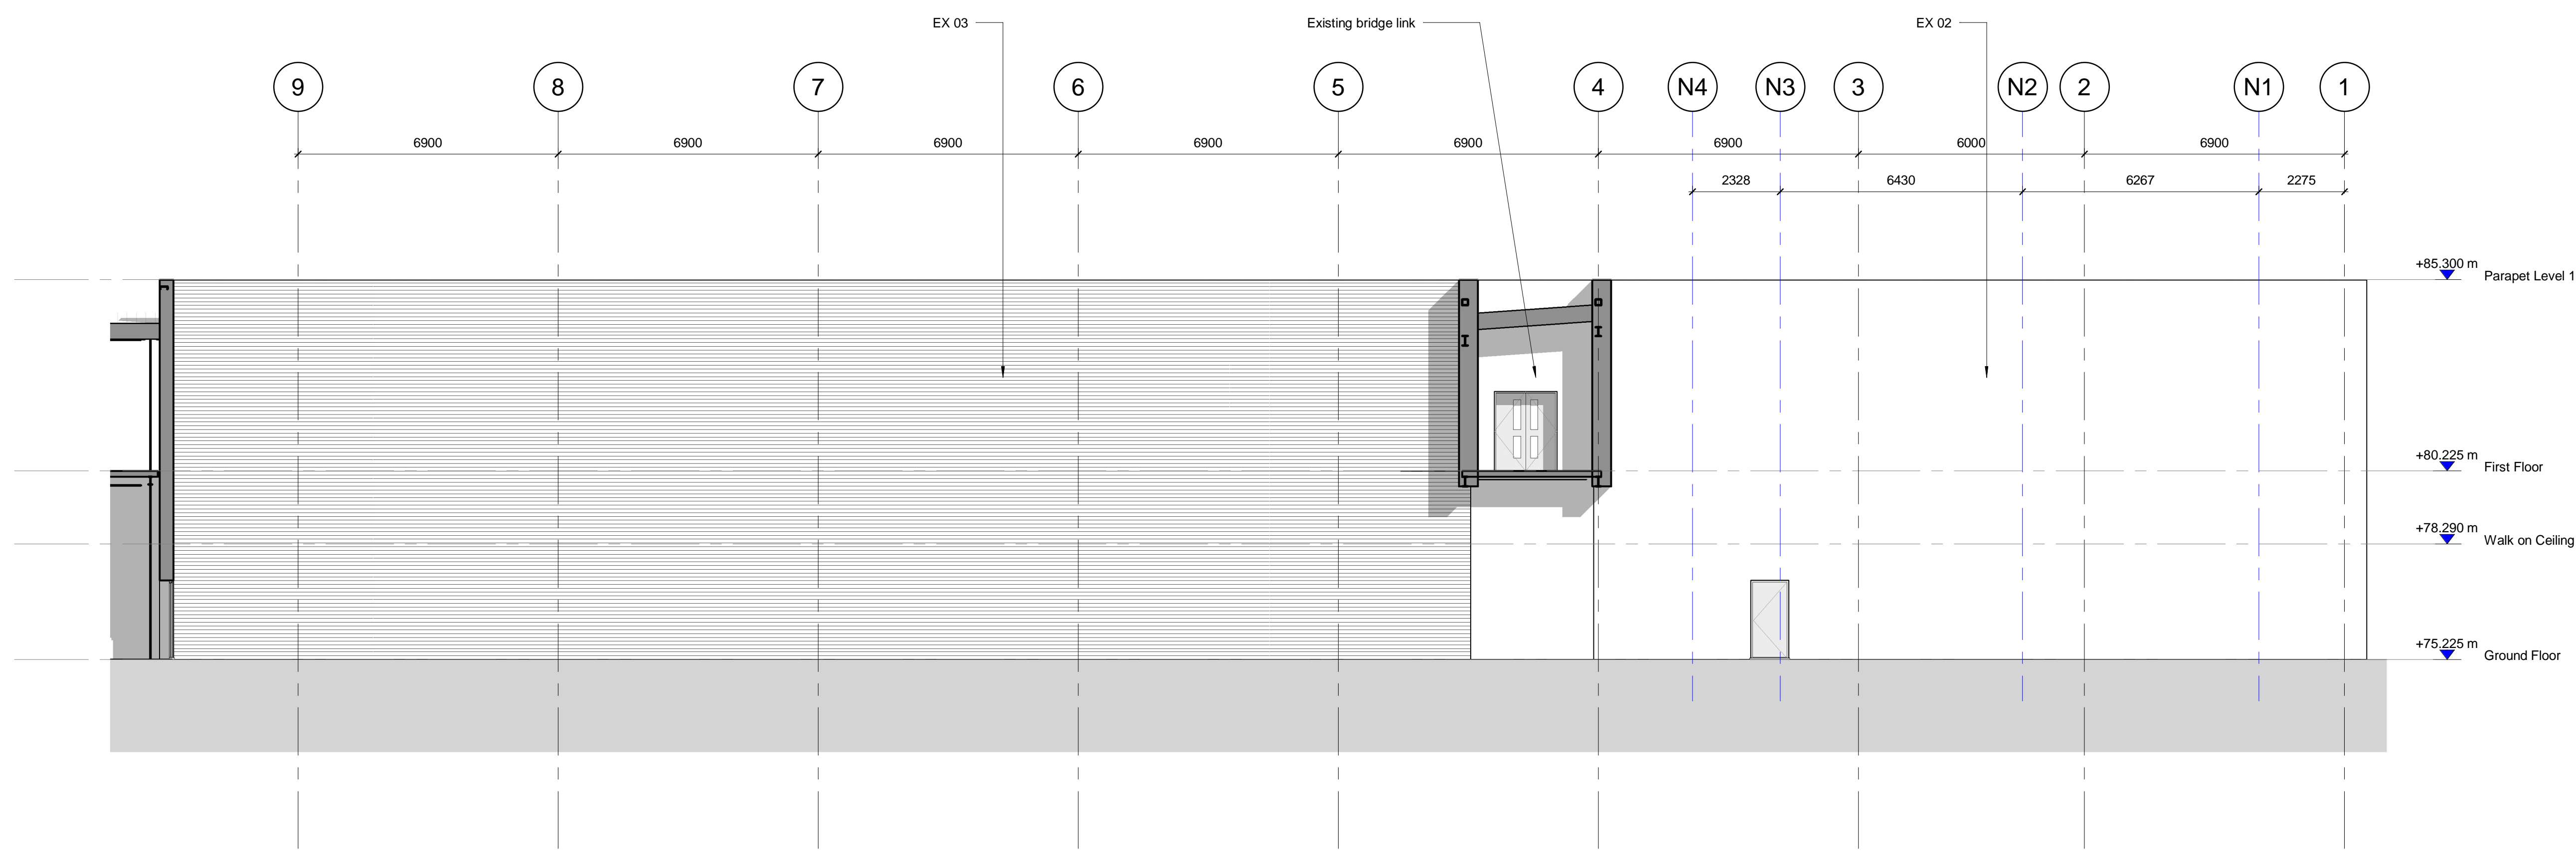 EX 03
Existing bridge link
EX 02
9 8 7 6 5 4 N4 N3 3 N2 2 N1 1
6900 6900 6900 6900 6900 6900 6000 6900
2328 6430 6267 2275
+85.300 m
Parapet Level 1
+80.225 m
First Floor
+78.290 m
Walk on Ceiling
+75.225 m
Ground Floor